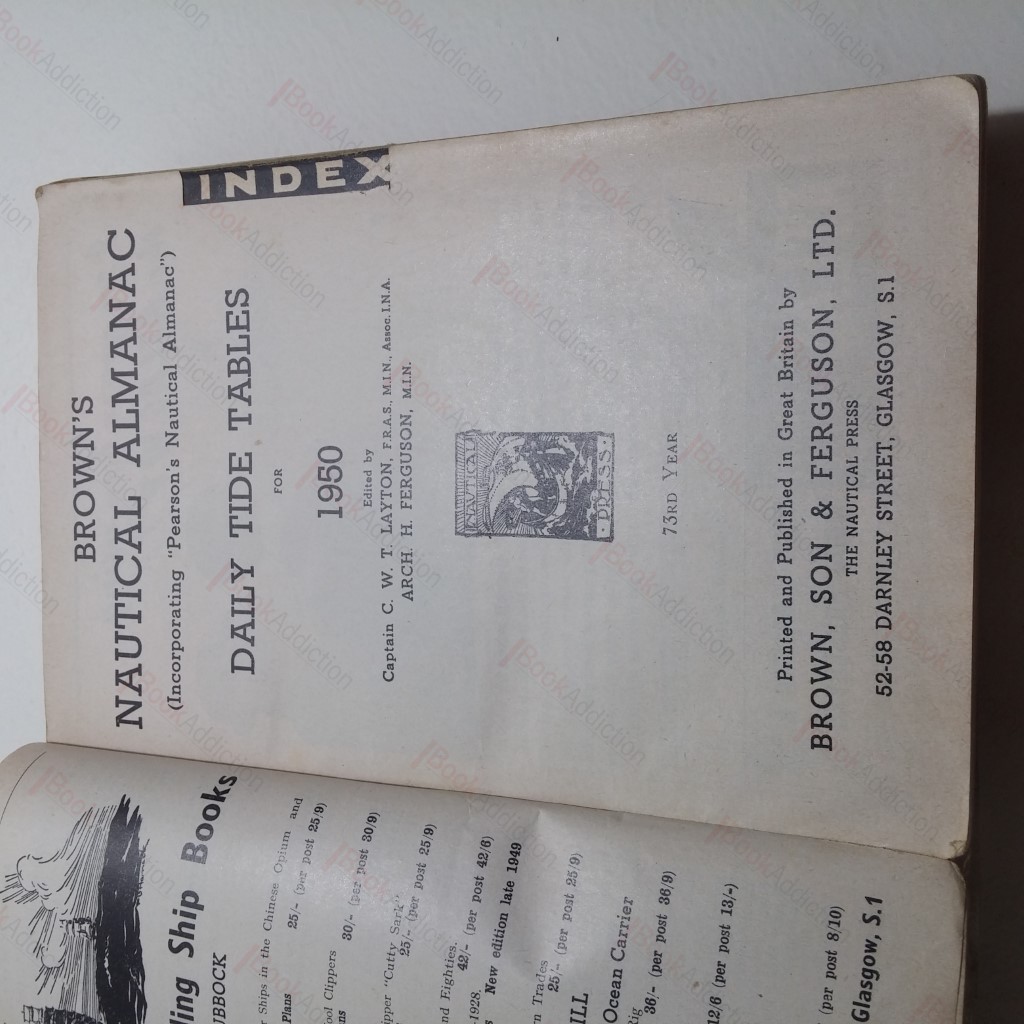 INDEX
BROWN'S
NAUTICAL ALMANAC
(Incorporating "Pearson's Nautical Almanac")
DAILY TIDE TABLES
FOR
1950
Edited by
Captain C. W. T. LAYTON, F.R.A.S., M.I.N., Assoc. I.N.A.
ARCH. H. FERGUSON, M.I.N.
NAUTICAL
·PRESS·
73RD YEAR
Printed and Published in Great Britain by
BROWN, SON & FERGUSON, LTD.
THE NAUTICAL PRESS
52-58 DARNLEY STREET, GLASGOW, S.1
ling Ship Books
UBBOCK
r Ships in the Chinese Opium and
Plans 25/- (per post 25/9)
ool Clippers
ns 30/- (per post 30/9)
ipper "Cutty Sark"
25/- (per post 25/9)
nd Eighties.
42/- (per post 42/6)
-1928.
s New edition late 1949
n Trades
25/- (per post 25/9)
ILL
Ocean Carrier
Rig 36/- (per post 36/9)
12/6 (per post 13/-)
(per post 8/10)
Glasgow, S.1
BookAddiction